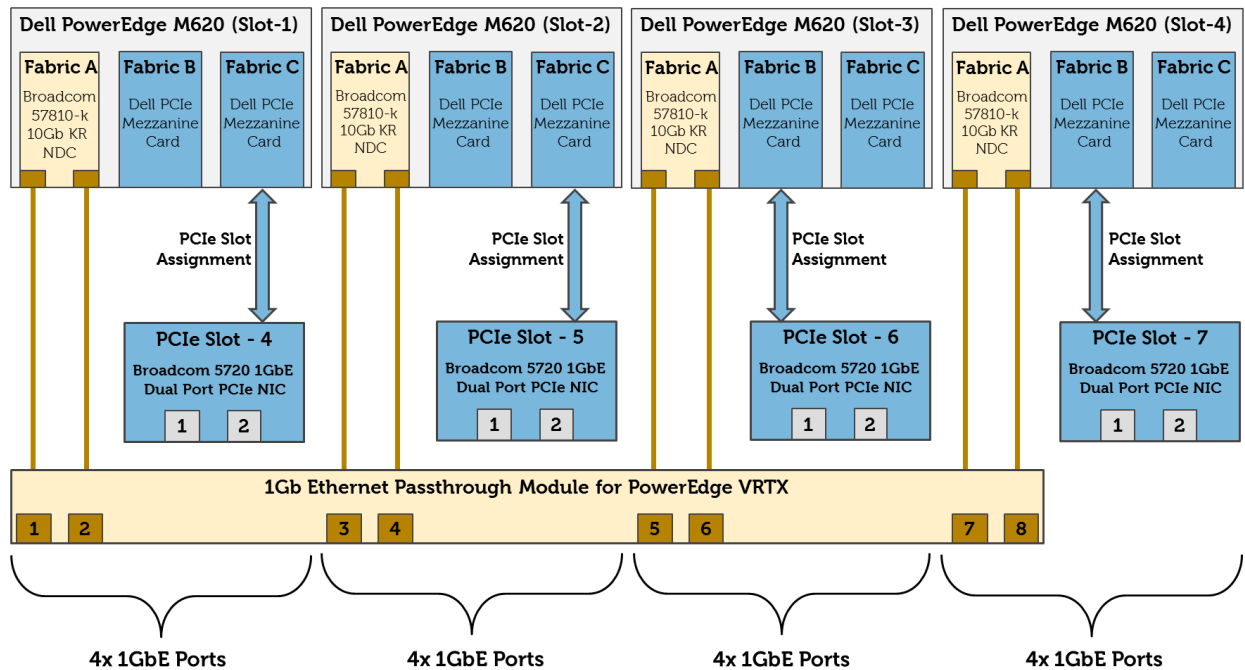 Dell PowerEdge M620 (Slot-1)
Fabric A
Broadcom
57810-k
10Gb KR
NDC
Fabric B
Dell PCIe
Mezzanine
Card
Fabric C
Dell PCIe
Mezzanine
Card
Dell PowerEdge M620 (Slot-2)
Fabric A
Broadcom
57810-k
10Gb KR
NDC
Fabric B
Dell PCIe
Mezzanine
Card
Fabric C
Dell PCIe
Mezzanine
Card
Dell PowerEdge M620 (Slot-3)
Fabric A
Broadcom
57810-k
10Gb KR
NDC
Fabric B
Dell PCIe
Mezzanine
Card
Fabric C
Dell PCIe
Mezzanine
Card
Dell PowerEdge M620 (Slot-4)
Fabric A
Broadcom
57810-k
10Gb KR
NDC
Fabric B
Dell PCIe
Mezzanine
Card
Fabric C
Dell PCIe
Mezzanine
Card
PCIe Slot
Assignment
PCIe Slot
Assignment
PCIe Slot
Assignment
PCIe Slot
Assignment
PCIe Slot - 4
Broadcom 5720 1GbE
Dual Port PCIe NIC
1 2
PCIe Slot - 5
Broadcom 5720 1GbE
Dual Port PCIe NIC
1 2
PCIe Slot - 6
Broadcom 5720 1GbE
Dual Port PCIe NIC
1 2
PCIe Slot - 7
Broadcom 5720 1GbE
Dual Port PCIe NIC
1 2
1Gb Ethernet Passthrough Module for PowerEdge VRTX
1 2 3 4 5 6 7 8
4x 1GbE Ports
4x 1GbE Ports
4x 1GbE Ports
4x 1GbE Ports